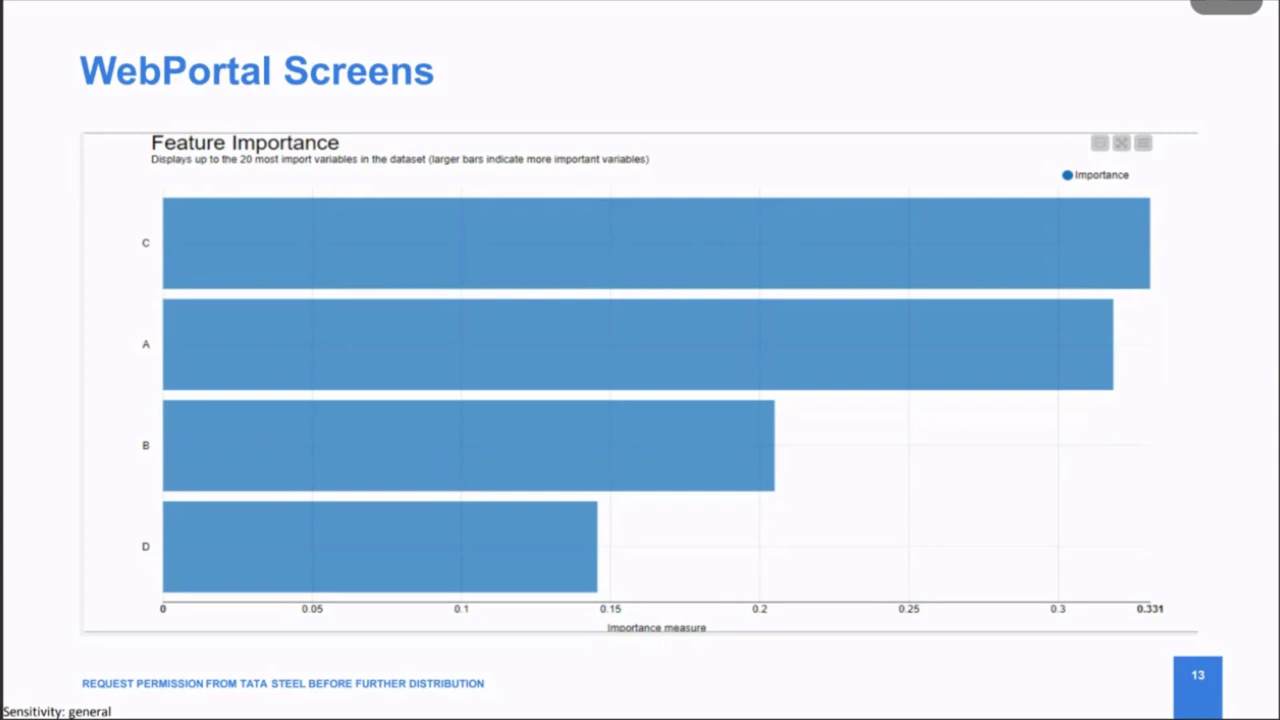 WebPortal Screens
Feature Importance
Displays up to the 20 most import variables in the dataset (larger bars indicate more important variables)
Importance
C
A
B
D
0 0.05 0.1 0.15 0.2 0.25 0.3 0.331
Importance measure
REQUEST PERMISSION FROM TATA STEEL BEFORE FURTHER DISTRIBUTION
13
Sensitivity: general